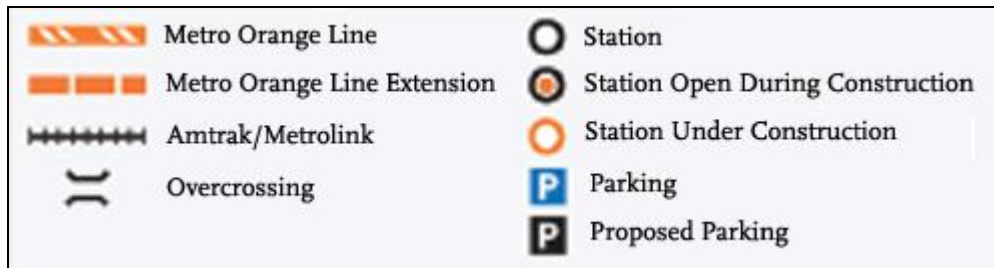 Metro Orange Line
Metro Orange Line Extension
Amtrak/Metrolink
Overcrossing
Station
Station Open During Construction
Station Under Construction
P Parking
P Proposed Parking